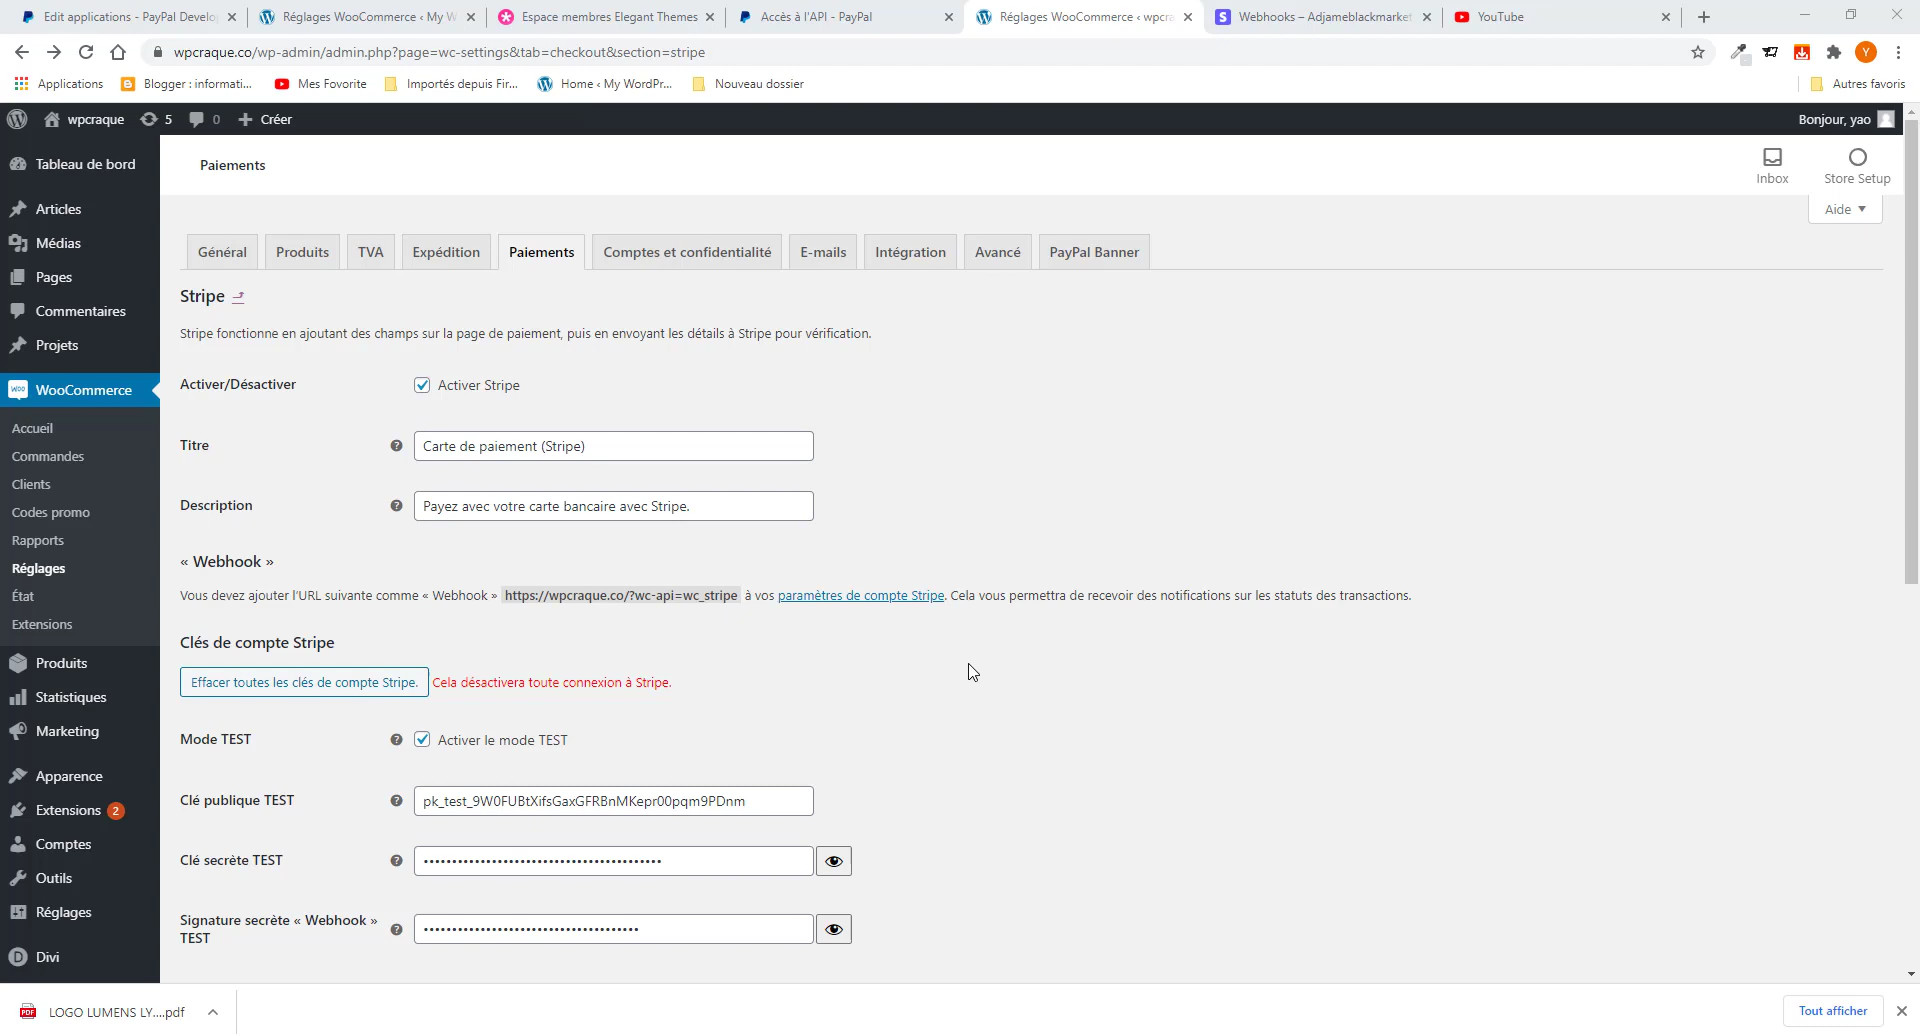 Edit applications - PayPal Develo
Réglages WooCommerce ‹ My W
Espace membres Elegant Themes
Accès à l'API - PayPal
Réglages WooCommerce ‹ wpcra
Webhooks – Adjameblackmarket
YouTube
wpcraque.co/wp-admin/admin.php?page=wc-settings&tab=checkout&section=stripe
Y
Applications
Blogger : informati...
Mes Favorite
Importés depuis Fir...
Home ‹ My WordPr...
Nouveau dossier
Autres favoris
wpcraque
5
0
Créer
Bonjour, yao
Tableau de bord
Articles
Médias
Pages
Commentaires
Projets
WooCommerce
Accueil
Commandes
Clients
Codes promo
Rapports
Réglages
État
Extensions
Produits
Statistiques
Marketing
Apparence
Extensions 2
Comptes
Outils
Réglages
Divi
Paiements
Inbox
Store Setup
Aide
Général
Produits
TVA
Expédition
Paiements
Comptes et confidentialité
E-mails
Intégration
Avancé
PayPal Banner
Stripe
Stripe fonctionne en ajoutant des champs sur la page de paiement, puis en envoyant les détails à Stripe pour vérification.
Activer/Désactiver
Activer Stripe
Titre
Carte de paiement (Stripe)
Description
Payez avec votre carte bancaire avec Stripe.
« Webhook »
Vous devez ajouter l'URL suivante comme « Webhook » https://wpcraque.co/?wc-api=wc_stripe à vos paramètres de compte Stripe. Cela vous permettra de recevoir des notifications sur les statuts des transactions.
Clés de compte Stripe
Effacer toutes les clés de compte Stripe. Cela désactivera toute connexion à Stripe.
Mode TEST
Activer le mode TEST
Clé publique TEST
pk_test_9W0FUBtXifsGaxGFRBnMKepr00pqm9PDnm
Clé secrète TEST
Signature secrète « Webhook »
TEST
LOGO LUMENS LY....pdf
Tout afficher